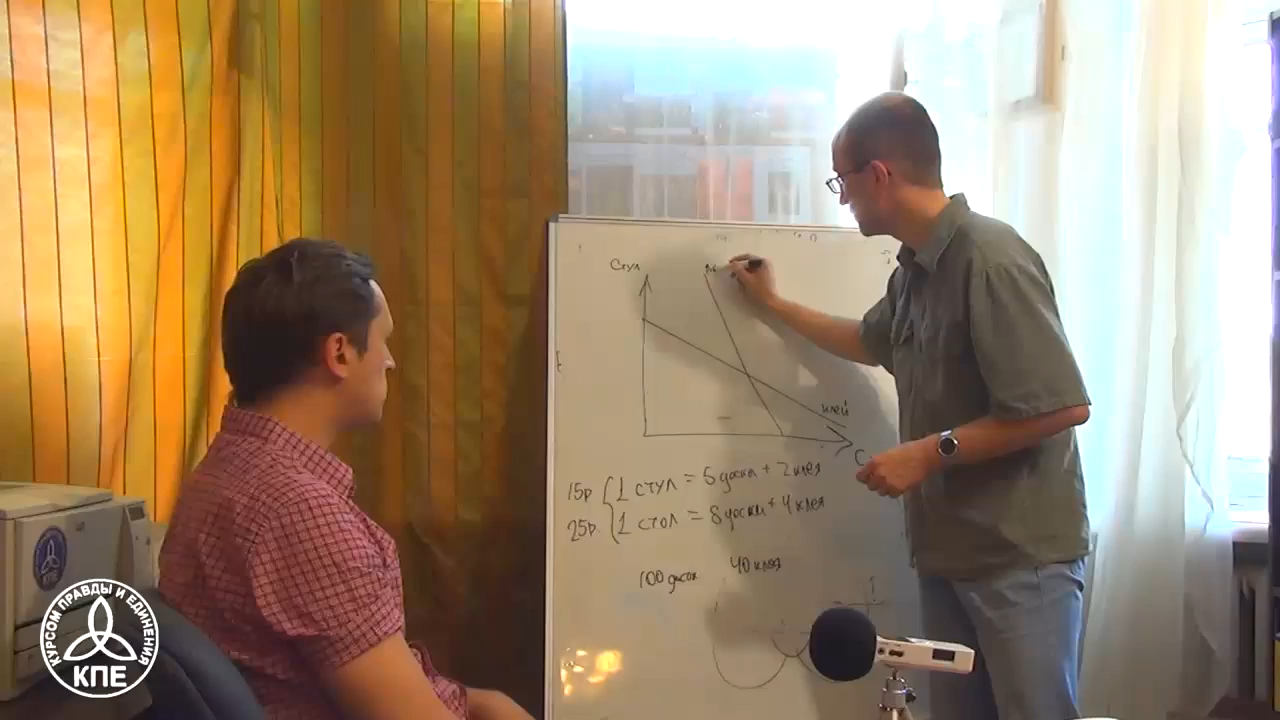 Стул
клей
С
15р 1 стул = 5 доски + 2 клея
25р. 1 стол = 8 доски + 4 клея
100 досок 40 клея
КПЕ
КУРСОМ ПРАВДЫ И ЕДИНЕНИЯ
КПЕ